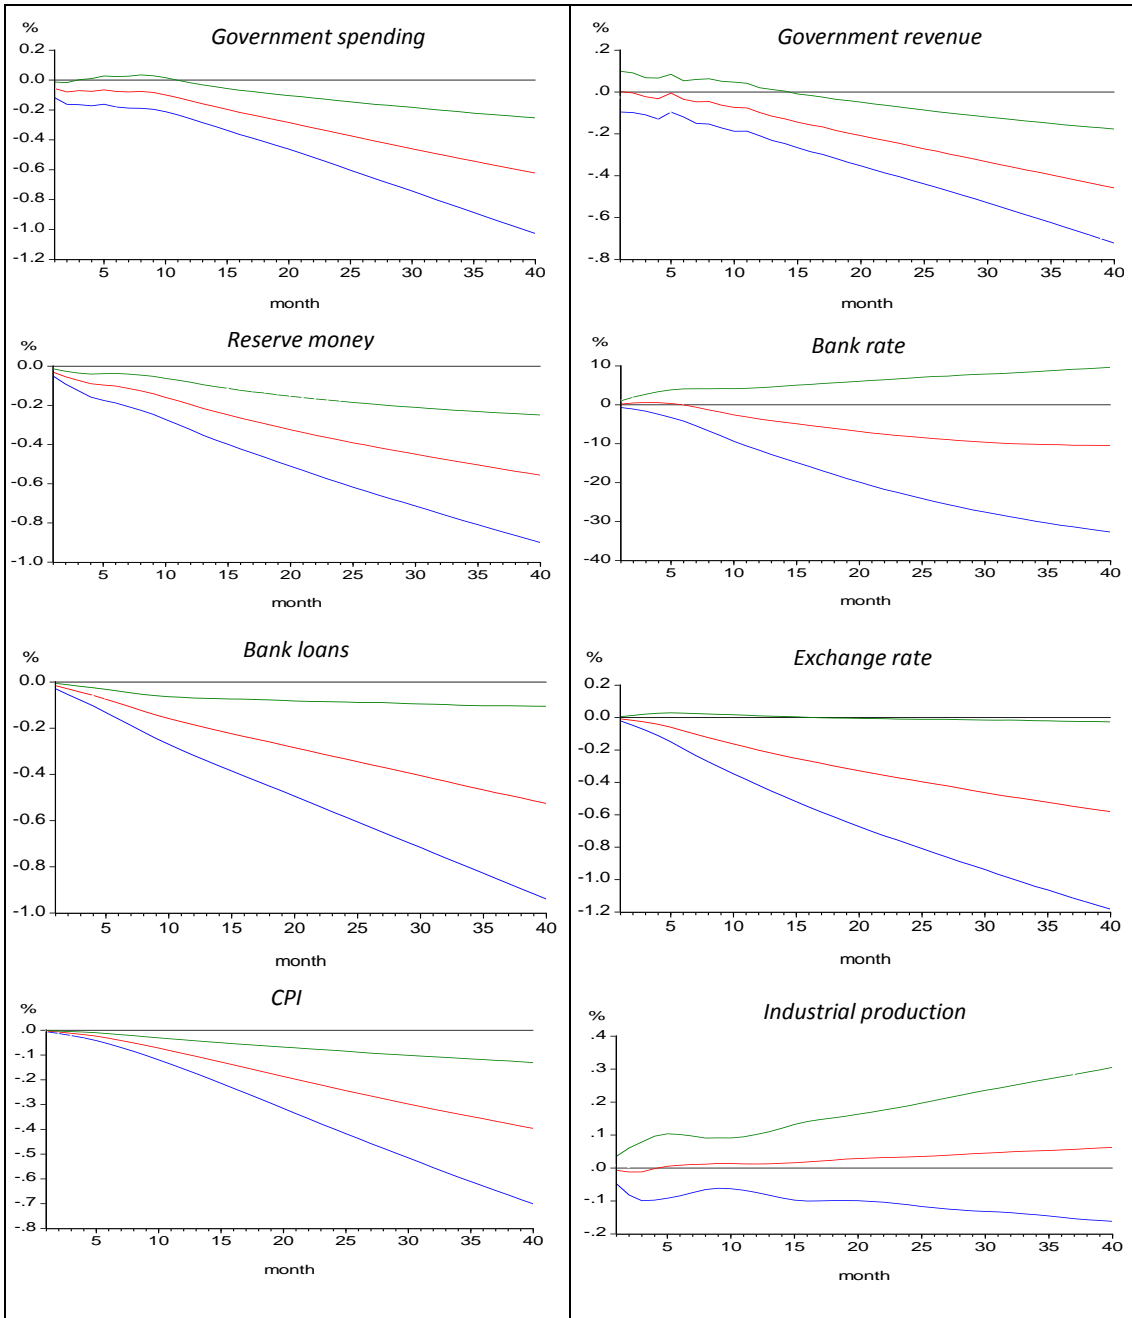 Government spending
%
0.2
0.0
-0.2
-0.4
-0.6
-0.8
-1.0
-1.2
5 10 15 20 25 30 35 40
month
Government revenue
%
.2
.0
-.2
-.4
-.6
-.8
5 10 15 20 25 30 35 40
month
Reserve money
%
0.0
-0.2
-0.4
-0.6
-0.8
-1.0
5 10 15 20 25 30 35 40
month
Bank rate
%
10
0
-10
-20
-30
-40
5 10 15 20 25 30 35 40
month
Bank loans
%
0.0
-0.2
-0.4
-0.6
-0.8
-1.0
5 10 15 20 25 30 35 40
month
Exchange rate
%
0.2
0.0
-0.2
-0.4
-0.6
-0.8
-1.0
-1.2
5 10 15 20 25 30 35 40
month
CPI
%
.0
-.1
-.2
-.3
-.4
-.5
-.6
-.7
-.8
5 10 15 20 25 30 35 40
month
Industrial production
%
.4
.3
.2
.1
.0
-.1
-.2
5 10 15 20 25 30 35 40
month